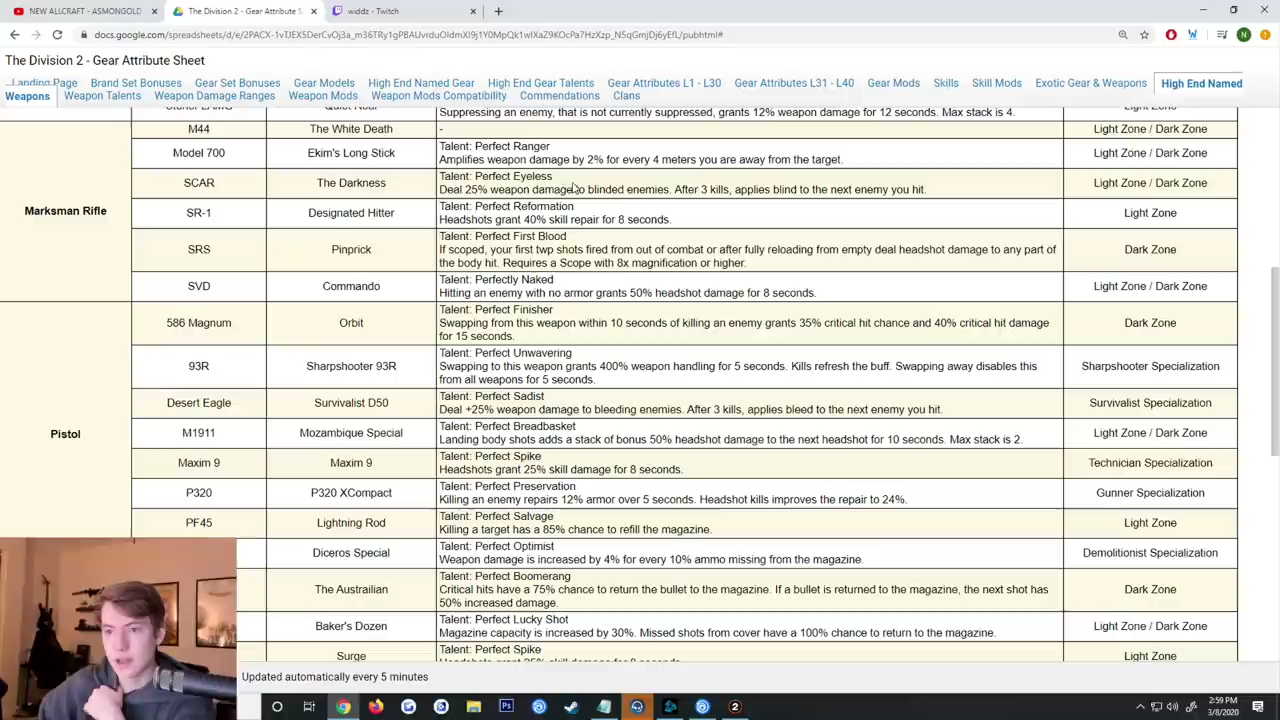 NEW ALLCRAFT - ASMONGOLD
The Division 2 - Gear Attribute S
widdz - Twitch
The Division 2 - Gear Attribute Sheet
Landing Page Brand Set Bonuses Gear Set Bonuses Gear Models High End Named Gear High End Gear Talents Gear Attributes L1 - L30 Gear Attributes L31 - L40 Gear Mods Skills Skill Mods Exotic Gear & Weapons High End Named
Weapons Weapon Talents Weapon Damage Ranges Weapon Mods Weapon Mods Compatibility Commendations Clans
Suppressing an enemy, that is not currently suppressed, grants 12% weapon damage for 12 seconds. Max stack is 4.
Light Zone
M44 The White Death - Light Zone / Dark Zone
Talent: Perfect Ranger
Model 700 Ekim's Long Stick Light Zone / Dark Zone
Amplifies weapon damage by 2% for every 4 meters you are away from the target.
Talent: Perfect Eyeless
SCAR The Darkness Light Zone / Dark Zone
Deal 25% weapon damage to blinded enemies. After 3 kills, applies blind to the next enemy you hit.
Marksman Rifle
Talent: Perfect Reformation
SR-1 Designated Hitter Light Zone
Headshots grant 40% skill repair for 8 seconds.
Talent: Perfect First Blood
SRS Pinprick If scoped, your first twp shots fired from out of combat or after fully reloading from empty deal headshot damage to any part of Dark Zone
the body hit. Requires a Scope with 8x magnification or higher.
Talent: Perfectly Naked
SVD Commando Light Zone / Dark Zone
Hitting an enemy with no armor grants 50% headshot damage for 8 seconds.
Talent: Perfect Finisher
586 Magnum Orbit Swapping from this weapon within 10 seconds of killing an enemy grants 35% critical hit chance and 40% critical hit damage Dark Zone
for 15 seconds.
Talent: Perfect Unwavering
93R Sharpshooter 93R Swapping to this weapon grants 400% weapon handling for 5 seconds. Kills refresh the buff. Swapping away disables this Sharpshooter Specialization
from all weapons for 5 seconds.
Talent: Perfect Sadist
Desert Eagle Survivalist D50 Survivalist Specialization
Deal +25% weapon damage to bleeding enemies. After 3 kills, applies bleed to the next enemy you hit.
Pistol
Talent: Perfect Breadbasket
M1911 Mozambique Special Light Zone / Dark Zone
Landing body shots adds a stack of bonus 50% headshot damage to the next headshot for 10 seconds. Max stack is 2.
Talent: Perfect Spike
Maxim 9 Maxim 9 Technician Specialization
Headshots grant 25% skill damage for 8 seconds.
Talent: Perfect Preservation
P320 P320 XCompact Gunner Specialization
Killing an enemy repairs 12% armor over 5 seconds. Headshot kills improves the repair to 24%.
Talent: Perfect Salvage
PF45 Lightning Rod Light Zone
Killing a target has a 85% chance to refill the magazine.
Talent: Perfect Optimist
Diceros Special Demolitionist Specialization
Weapon damage is increased by 4% for every 10% ammo missing from the magazine.
Talent: Perfect Boomerang
The Austrailian Critical hits have a 75% chance to return the bullet to the magazine. If a bullet is returned to the magazine, the next shot has Dark Zone
50% increased damage.
Talent: Perfect Lucky Shot
Baker's Dozen Light Zone / Dark Zone
Magazine capacity is increased by 30%. Missed shots from cover have a 100% chance to return to the magazine.
Talent: Perfect Spike
Surge Light Zone
Headshots grant 25% skill damage for 8 seconds.
Updated automatically every 5 minutes
2:59 PM
3/8/2020